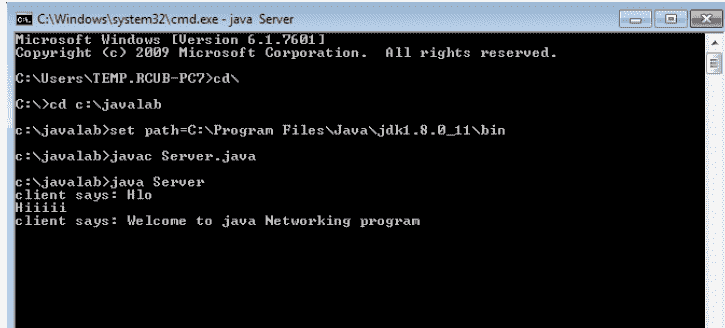 C:\Windows\system32\cmd.exe - java Server
Microsoft Windows [Version 6.1.7601]
Copyright (c) 2009 Microsoft Corporation. All rights reserved.
C:\Users\TEMP.RCUB-PC7>cd\
C:\>cd c:\javalab
c:\javalab>set path=C:\Program Files\Java\jdk1.8.0_11\bin
c:\javalab>javac Server.java
c:\javalab>java Server
client says: Hlo
Hiiiii
client says: Welcome to java Networking program